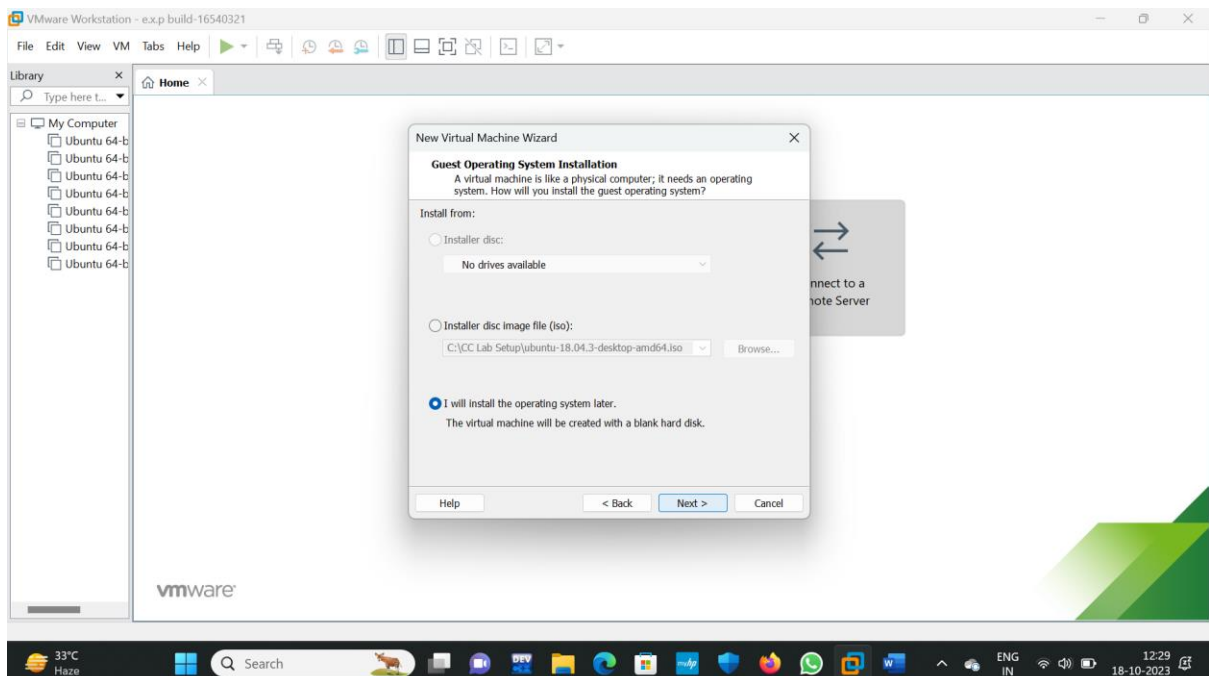 VMware Workstation - e.x.p build-16540321
File Edit View VM Tabs Help
Library
Type here t...
Home
My Computer
Ubuntu 64-b
Ubuntu 64-b
Ubuntu 64-b
Ubuntu 64-b
Ubuntu 64-b
Ubuntu 64-b
Ubuntu 64-b
Ubuntu 64-b
New Virtual Machine Wizard
Guest Operating System Installation
A virtual machine is like a physical computer; it needs an operating
system. How will you install the guest operating system?
Install from:
Installer disc:
No drives available
Installer disc image file (iso):
C:\CC Lab Setup\ubuntu-18.04.3-desktop-amd64.iso Browse...
I will install the operating system later.
The virtual machine will be created with a blank hard disk.
Help < Back Next > Cancel
nnect to a
note Server
vmware
33°C
Haze
Search
DEV
myhp
W
ENG
IN
12:29
18-10-2023